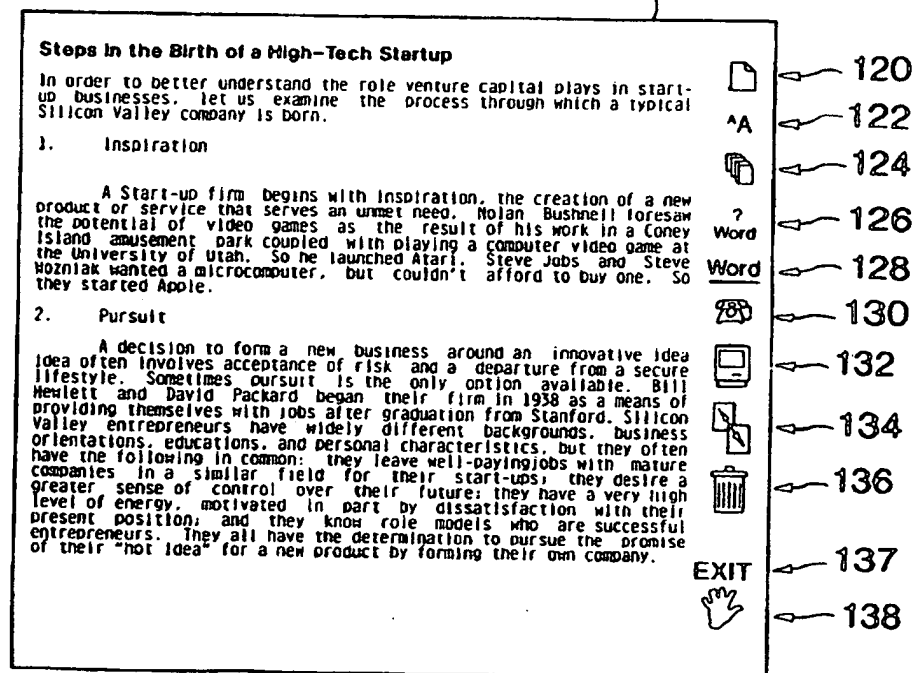 Steps in the Birth of a High-Tech Startup
In order to better understand the role venture capital plays in start-
up businesses, let us examine the process through which a typical
Silicon Valley company is born.
1. Inspiration
A Start-up firm begins with inspiration, the creation of a new
product or service that serves an unmet need. Nolan Bushnell foresaw
the potential of video games as the result of his work in a Coney
Island amusement park coupled with playing a computer video game at
the University of Utah. So he launched Atari. Steve Jobs and Steve
Wozniak wanted a microcomputer, but couldn't afford to buy one. So
they started Apple.
2. Pursuit
A decision to form a new business around an innovative idea
idea often involves acceptance of risk and a departure from a secure
lifestyle. Sometimes pursuit is the only option available. Bill
Hewlett and David Packard began their firm in 1938 as a means of
providing themselves with jobs after graduation from Stanford. Silicon
Valley entrepreneurs have widely different backgrounds, business
orientations, educations, and personal characteristics, but they often
have the following in common: they leave well-payingjobs with mature
companies in a similar field for their start-ups; they desire a
greater sense of control over their future; they have a very high
level of energy, motivated in part by dissatisfaction with their
present position; and they know role models who are successful
entrepreneurs. They all have the determination to pursue the promise
of their "hot idea" for a new product by forming their own company.
120
AA 122
124
?
Word 126
Word 128
130
132
134
136
EXIT 137
138